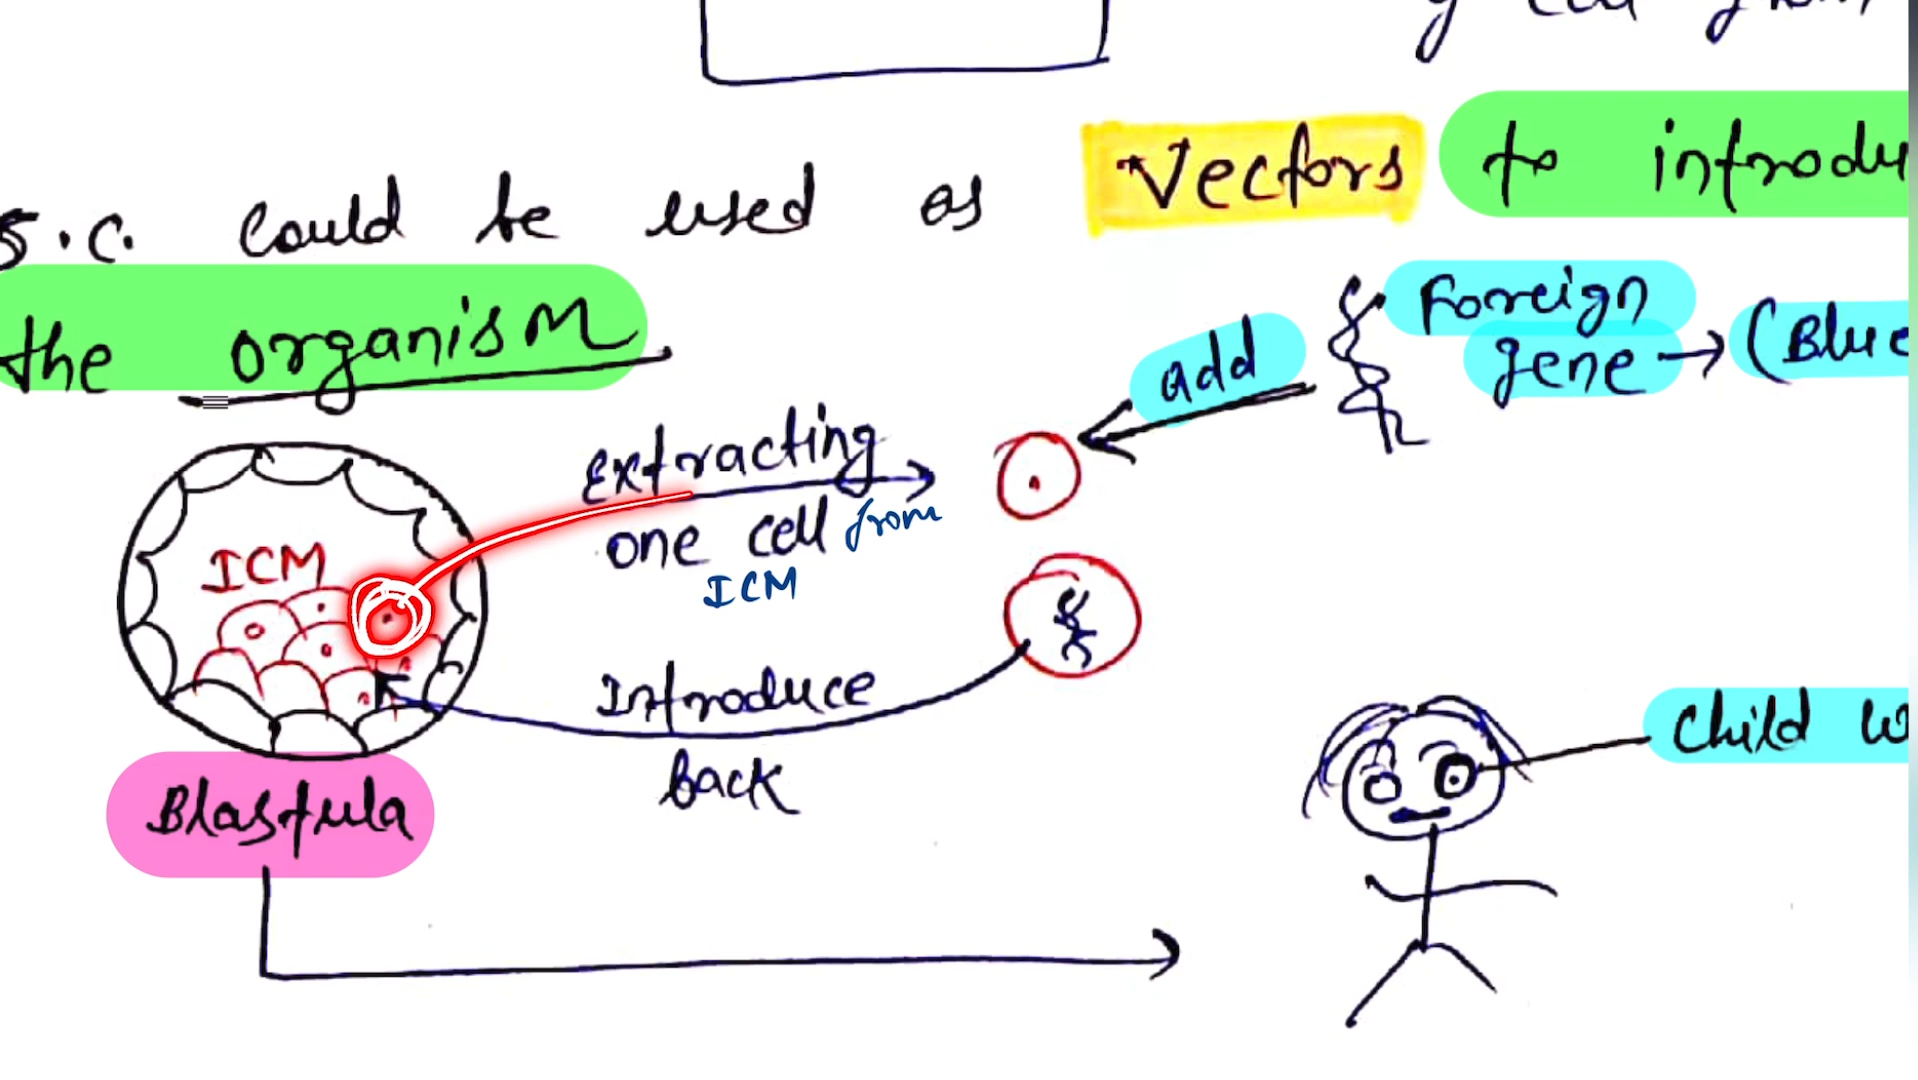 S.C. Could be used as Vectors to introdu
the organism
Foreign
add
gene → (Blue
Extracting
one cell from
ICM
ICM
Introduce
back
Child w
Blastula